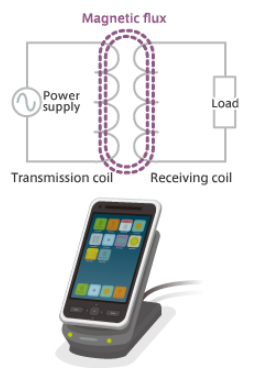 Magnetic flux
Power
supply
Load
Transmission coil
Receiving coil